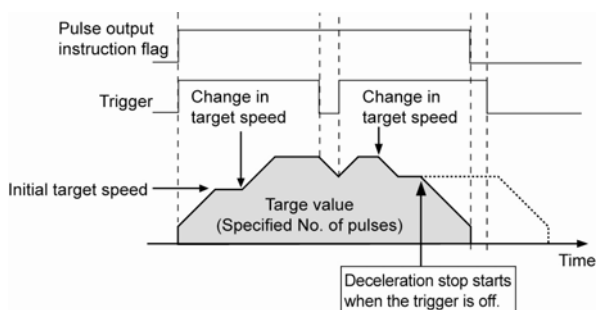 Pulse output
instruction flag
Trigger
Change in
target speed
Change in
target speed
Initial target speed
Targe value
(Specified No. of pulses)
Time
Deceleration stop starts
when the trigger is off.